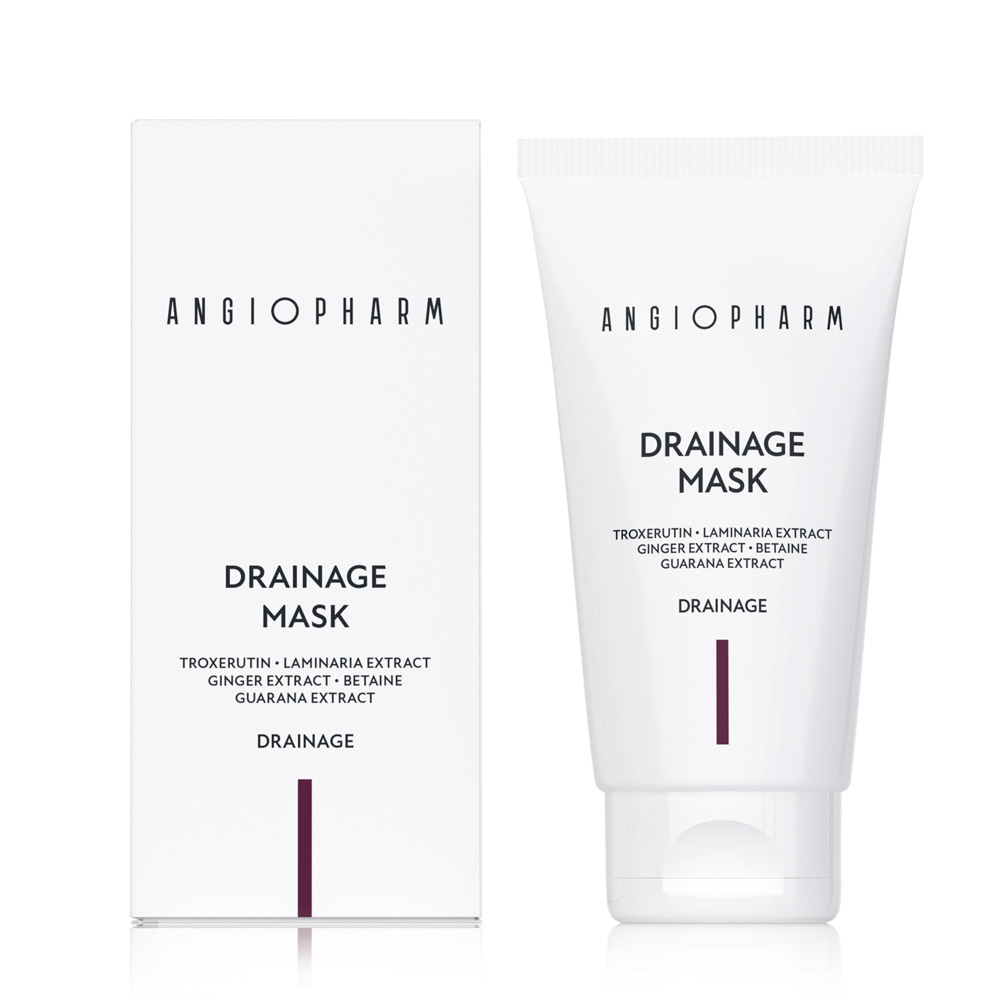 ANGIOPHARM
DRAINAGE
MASK
TROXERUTIN • LAMINARIA EXTRACT
GINGER EXTRACT • BETAINE
GUARANA EXTRACT
DRAINAGE
ANGIOPHARM
DRAINAGE
MASK
TROXERUTIN • LAMINARIA EXTRACT
GINGER EXTRACT • BETAINE
GUARANA EXTRACT
DRAINAGE